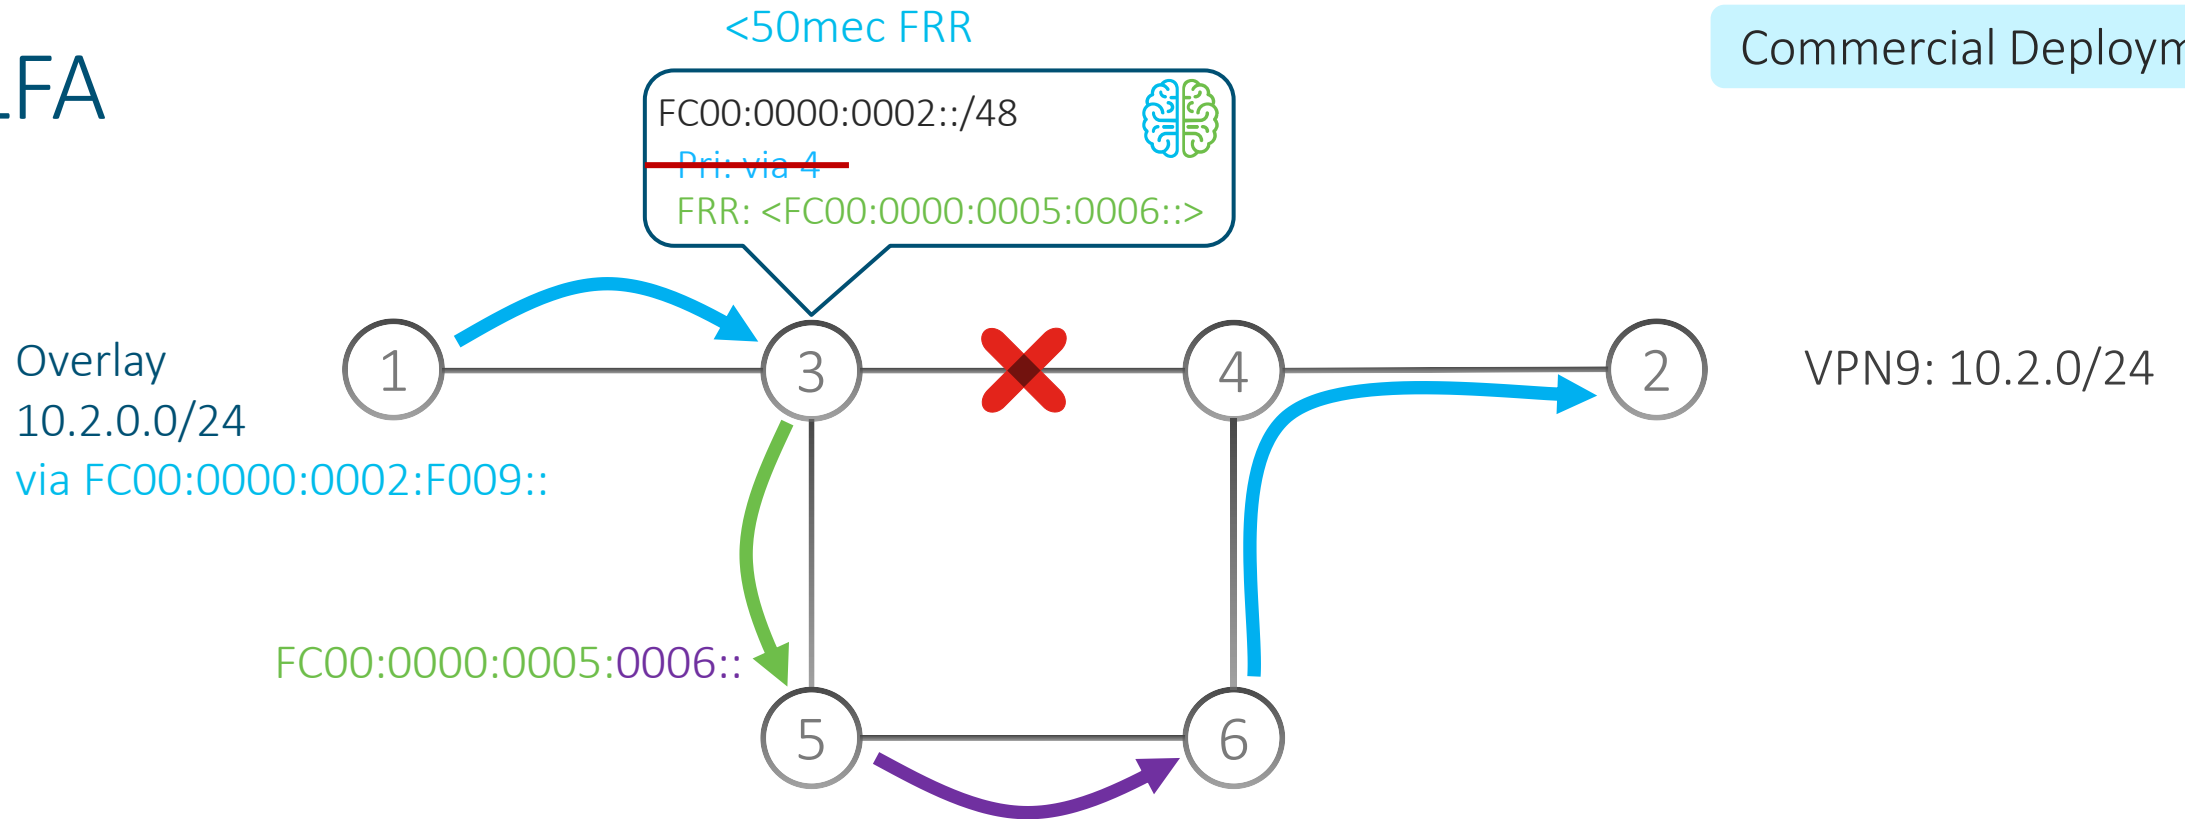 <50mec FRR
LFA
Commercial Deploym
FC00:0000:0002::/48
Pri: via 4
FRR: <FC00:0000:0005:0006::>
Overlay
10.2.0.0/24
via FC00:0000:0002:F009::
1
3
4
2
VPN9: 10.2.0/24
FC00:0000:0005:0006::
5
6